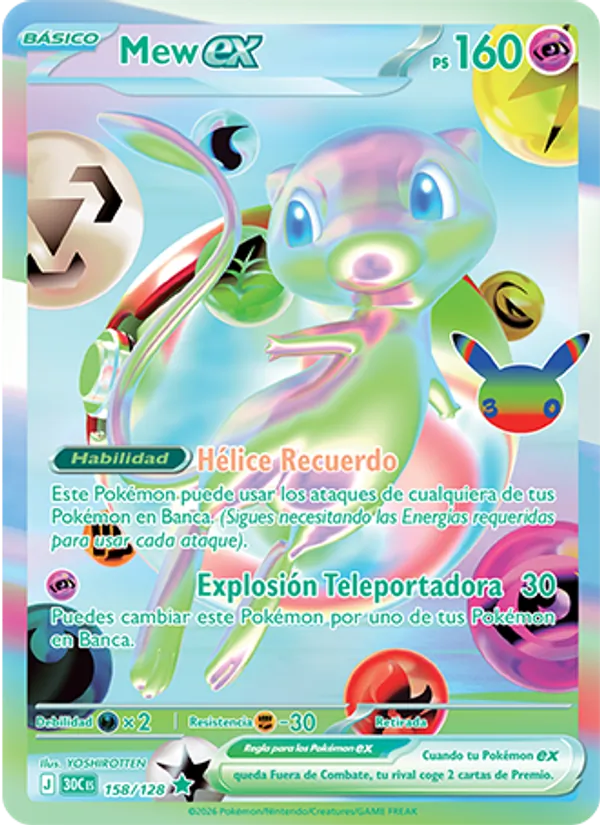 BÁSICO
Mew ex
PS 160
30
Habilidad Hélice Recuerdo
Este Pokémon puede usar los ataques de cualquiera de tus
Pokémon en Banca. (Sigues necesitando las Energías requeridas
para usar cada ataque).
Explosión Teleportadora 30
Puedes cambiar este Pokémon por uno de tus Pokémon
en Banca.
Debilidad ×2 Resistencia -30 Retirada
Ilus. YOSHIROTTEN
Regla para los Pokémon ex
Cuando tu Pokémon ex
queda Fuera de Combate, tu rival coge 2 cartas de Premio.
J 30C ES 158/128
©2026 Pokémon/Nintendo/Creatures/GAME FREAK